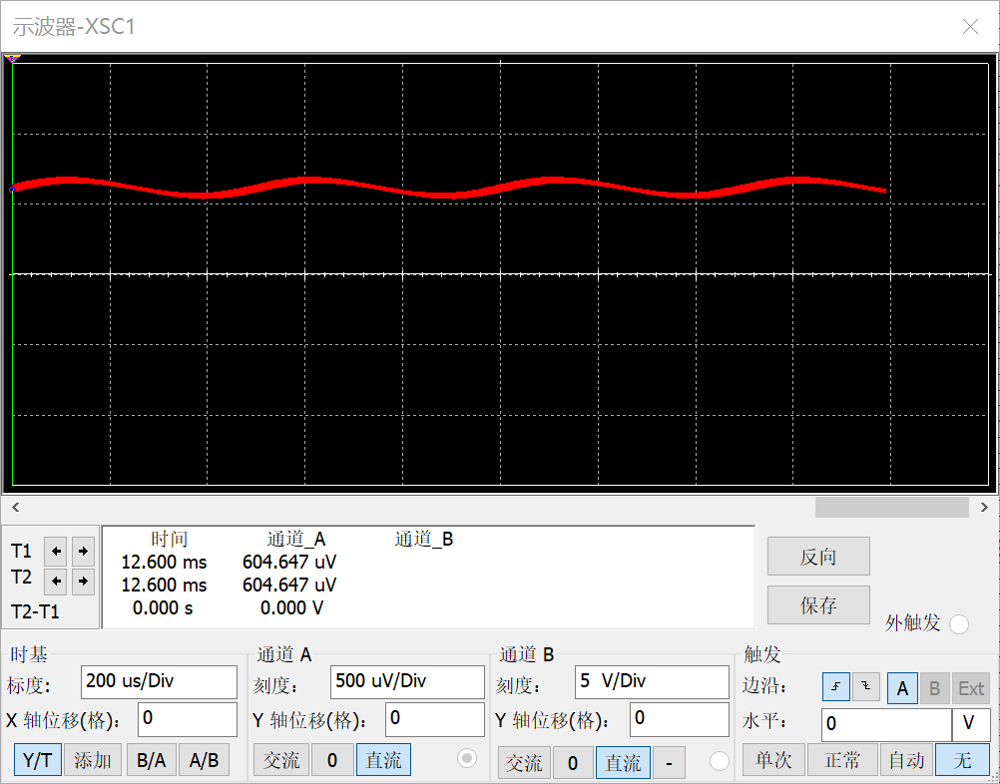 示波器-XSC1
时间 通道_A 通道_B
T1 12.600 ms 604.647 uV
T2 12.600 ms 604.647 uV
T2-T1 0.000 s 0.000 V
反向
保存
外触发
时基
标度: 200 us/Div
X 轴位移(格): 0
Y/T 添加 B/A A/B
通道 A
刻度: 500 uV/Div
Y 轴位移(格): 0
交流 0 直流
通道 B
刻度: 5 V/Div
Y 轴位移(格): 0
交流 0 直流 -
触发
边沿: A B Ext
水平: 0 V
单次 正常 自动 无